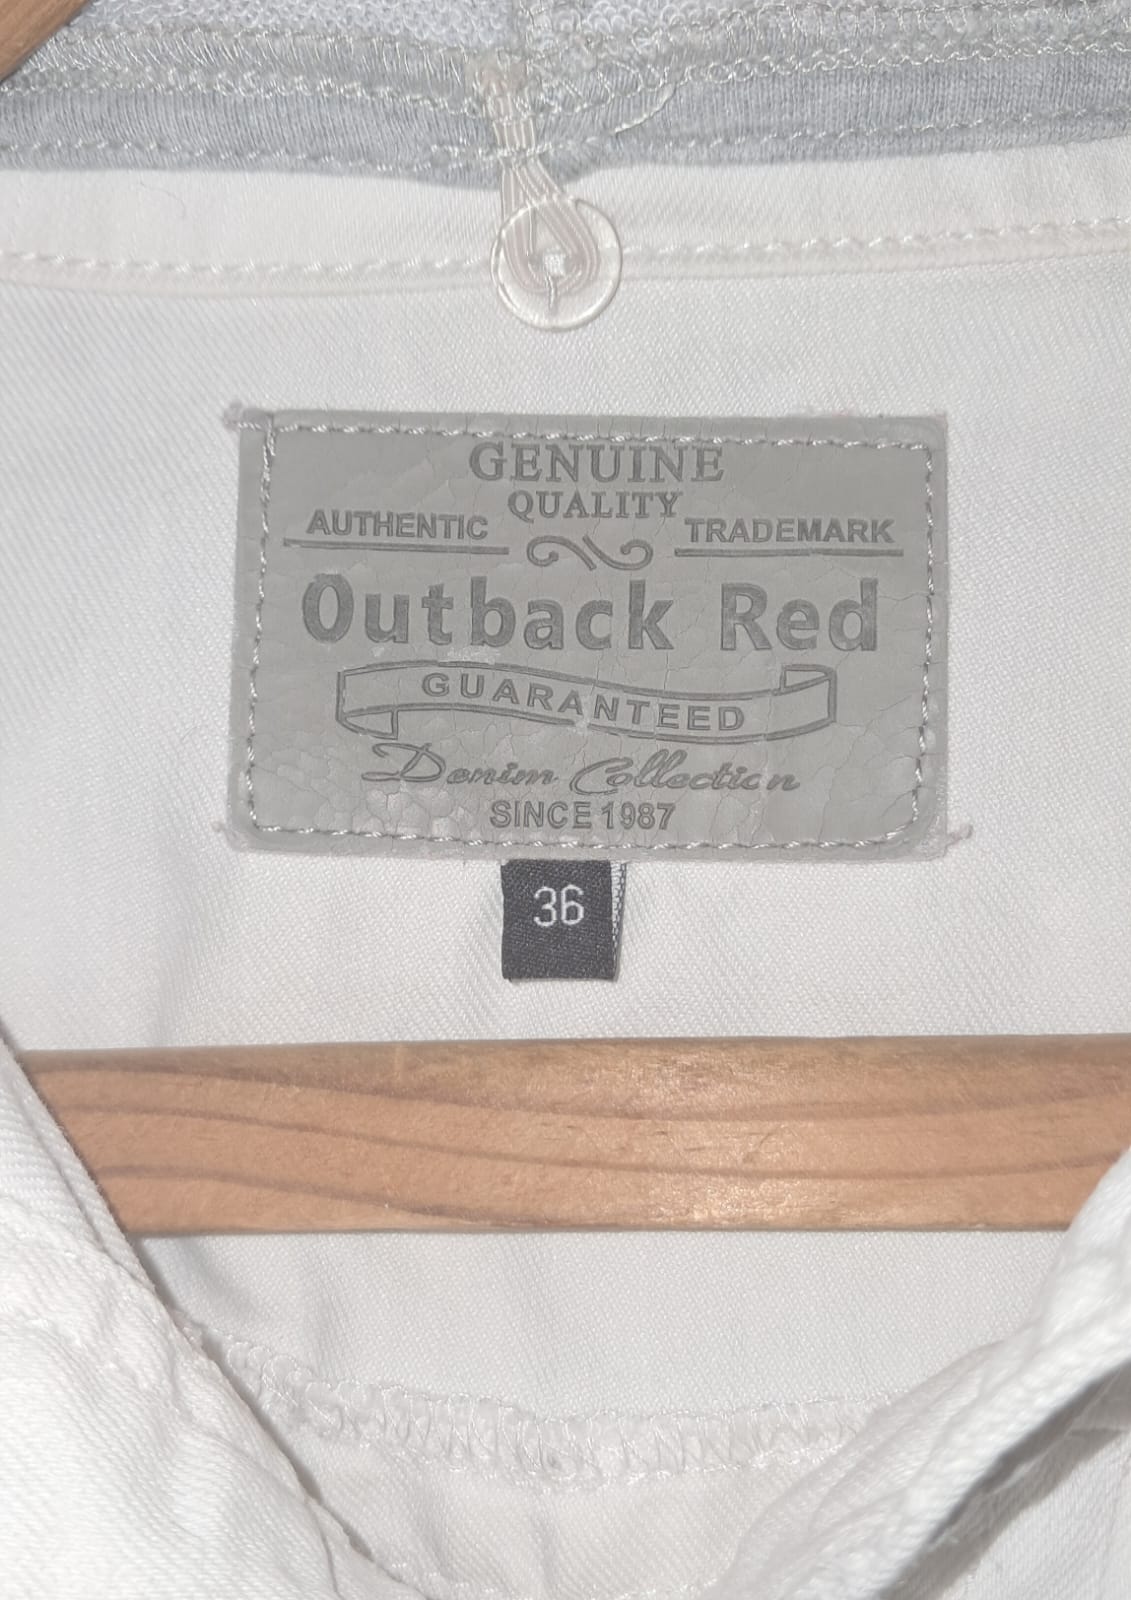 GENUINE
QUALITY
AUTHENTIC TRADEMARK
Outback Red
GUARANTEED
Denim Collection
SINCE 1987
36